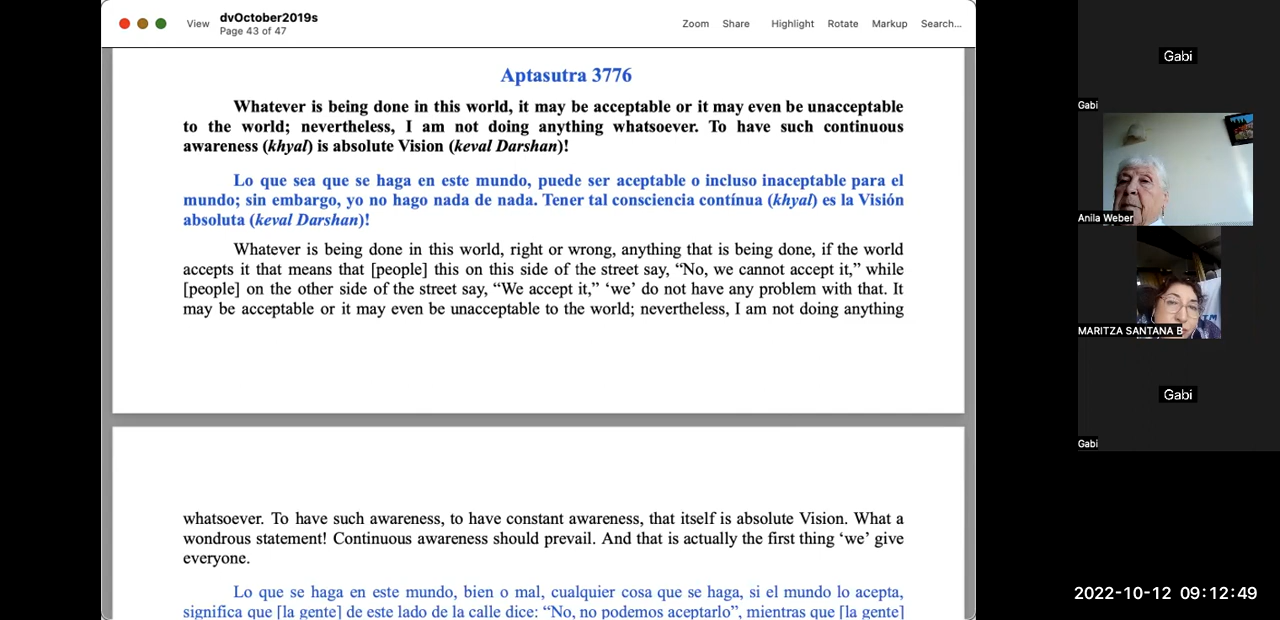 View
dvOctober2019s
Page 43 of 47
Zoom Share Highlight Rotate Markup Search...
Aptasutra 3776
Whatever is being done in this world, it may be acceptable or it may even be unacceptable
to the world; nevertheless, I am not doing anything whatsoever. To have such continuous
awareness (khyal) is absolute Vision (keval Darshan)!
Lo que sea que se haga en este mundo, puede ser aceptable o incluso inaceptable para el
mundo; sin embargo, yo no hago nada de nada. Tener tal consciencia contínua (khyal) es la Visión
absoluta (keval Darshan)!
Whatever is being done in this world, right or wrong, anything that is being done, if the world
accepts it that means that [people] this on this side of the street say, “No, we cannot accept it,” while
[people] on the other side of the street say, “We accept it,” ‘we’ do not have any problem with that. It
may be acceptable or it may even be unacceptable to the world; nevertheless, I am not doing anything
whatsoever. To have such awareness, to have constant awareness, that itself is absolute Vision. What a
wondrous statement! Continuous awareness should prevail. And that is actually the first thing ‘we’ give
everyone.
Lo que se haga en este mundo, bien o mal, cualquier cosa que se haga, si el mundo lo acepta,
significa que [la gente] de este lado de la calle dice: “No, no podemos aceptarlo”, mientras que [la gente]
Gabi
Gabi
Anila Weber
MARITZA SANTANA B
Gabi
Gabi
2022-10-12 09:12:49